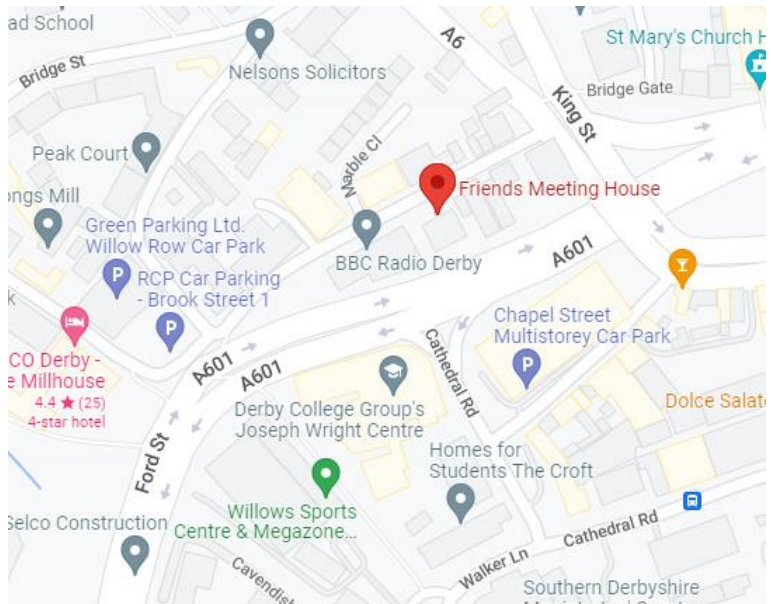 ad School
Bridge St
Nelsons Solicitors
A6
St Mary's Church H
Bridge Gate
King St
Peak Court
Marble Cl
ongs Mill
Friends Meeting House
Green Parking Ltd.
Willow Row Car Park
BBC Radio Derby
A601
RCP Car Parking
- Brook Street 1
P
P
Chapel Street
Multistorey Car Park
P
k
CO Derby -
e Millhouse
4.4 ★ (25)
4-star hotel
A601
A601
Cathedral Rd
Derby College Group's
Joseph Wright Centre
Dolce Salato
Ford St
Homes for
Students The Croft
Willows Sports
Centre & Megazone...
Selco Construction
Cathedral Rd
Walker Ln
Cavendis
Southern Derbyshire